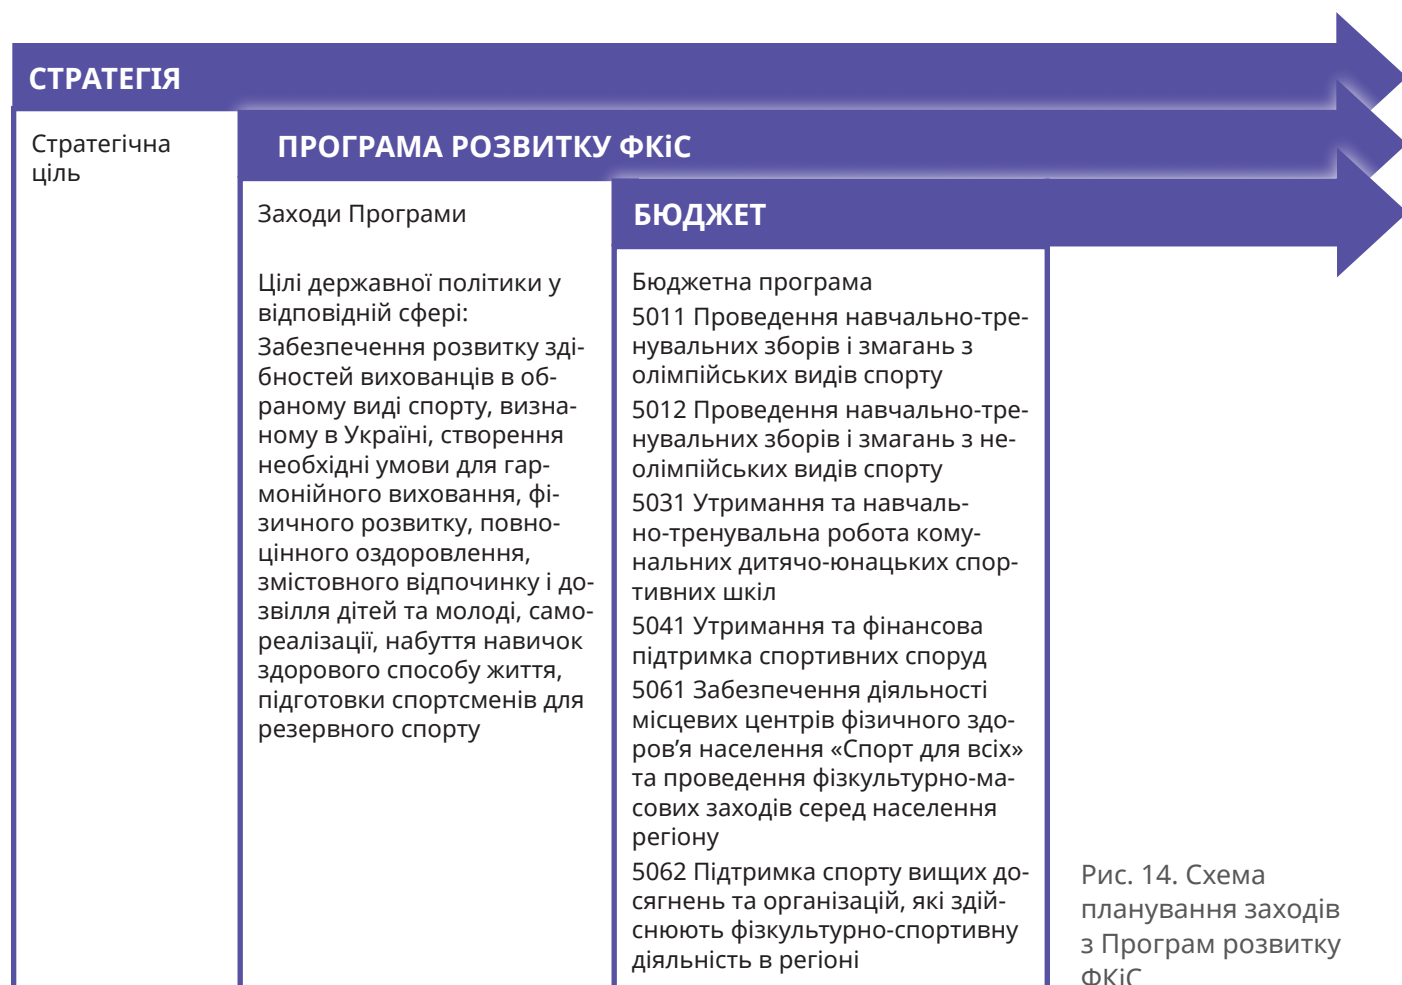 СТРАТЕГІЯ
Стратегічна
ціль
ПРОГРАМА РОЗВИТКУ ФКіС
Заходи Програми
Цілі державної політики у
відповідній сфері:
Забезпечення розвитку зді-
бностей вихованців в об-
раному виді спорту, визна-
ному в Україні, створення
необхідні умови для гар-
монійного виховання, фі-
зичного розвитку, повно-
цінного оздоровлення,
змістовного відпочинку і до-
звілля дітей та молоді, само-
реалізації, набуття навичок
здорового способу життя,
підготовки спортсменів для
резервного спорту
БЮДЖЕТ
Бюджетна програма
5011 Проведення навчально-тре-
нувальних зборів і змагань з
олімпійських видів спорту
5012 Проведення навчально-тре-
нувальних зборів і змагань з не-
олімпійських видів спорту
5031 Утримання та навчаль-
но-тренувальна робота кому-
нальних дитячо-юнацьких спор-
тивних шкіл
5041 Утримання та фінансова
підтримка спортивних споруд
5061 Забезпечення діяльності
місцевих центрів фізичного здо-
ров’я населення «Спорт для всіх»
та проведення фізкультурно-ма-
сових заходів серед населення
регіону
5062 Підтримка спорту вищих до-
сягнень та організацій, які здій-
снюють фізкультурно-спортивну
діяльність в регіоні
Рис. 14. Схема
планування заходів
з Програм розвитку
ФКіС